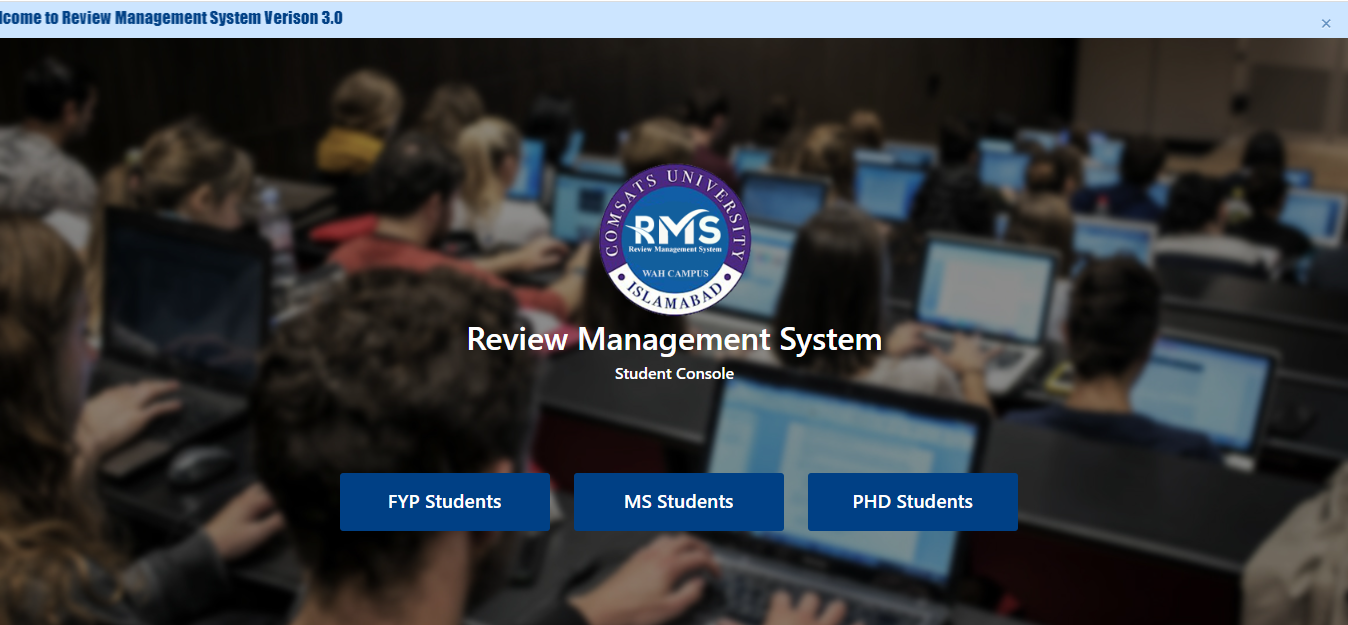 lcome to Review Management System Verison 3.0
×
COMSATS UNIVERSITY
RMS
Review Management System
WAH CAMPUS
ISLAMABAD
Review Management System
Student Console
FYP Students
MS Students
PHD Students